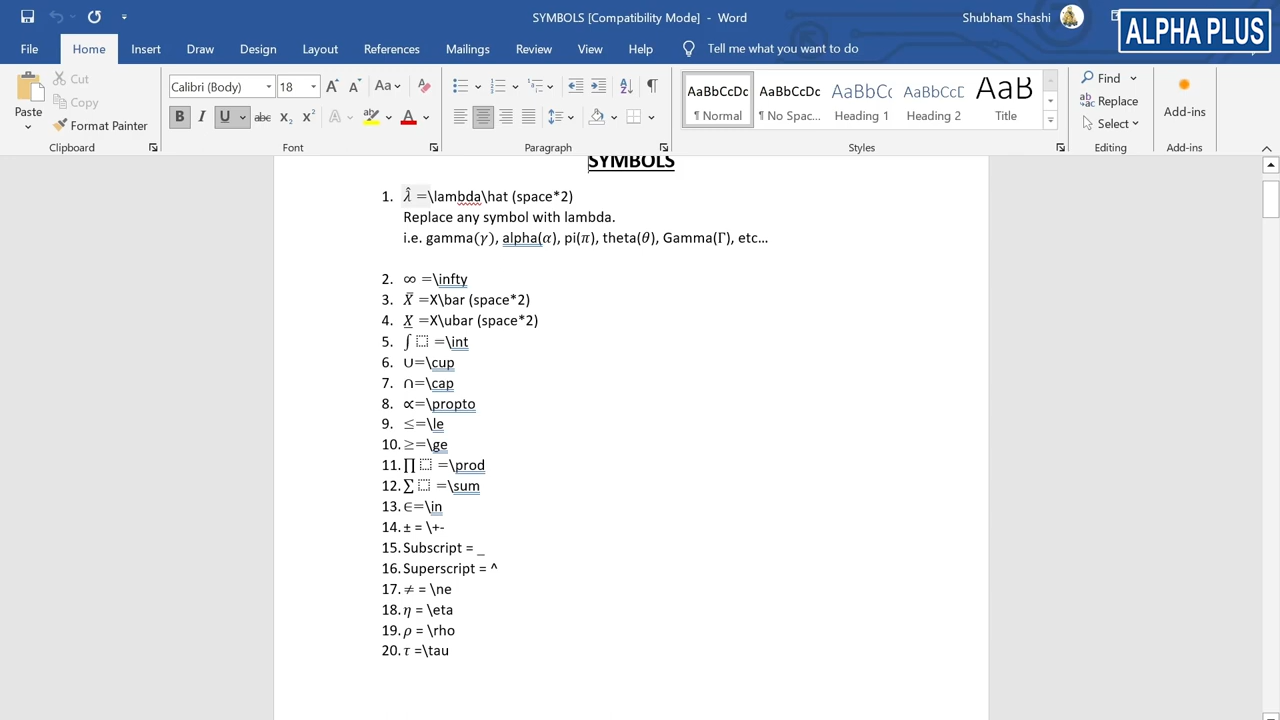 SYMBOLS [Compatibility Mode] - Word
Shubham Shashi
ALPHA PLUS
File Home Insert Draw Design Layout References Mailings Review View Help Tell me what you want to do
Paste
Cut
Copy
Format Painter
Clipboard
Calibri (Body) 18
Font
Paragraph
AaBbCcDc ¶ Normal
AaBbCcDc ¶ No Spac...
AaBbCc Heading 1
AaBbCcD Heading 2
AaB Title
Styles
Find
Replace
Select
Editing
Add-ins
Add-ins
SYMBOLS
1. λ̂ =\lambda\hat (space*2)
Replace any symbol with lambda.
i.e. gamma(γ), alpha(α), pi(π), theta(θ), Gamma(Γ), etc...
2. ∞ =\infty
3. X̄ =X\bar (space*2)
4. X̲ =X\ubar (space*2)
5. ∫⬚ =\int
6. ∪=\cup
7. ∩=\cap
8. ∝=\propto
9. ≤=\le
10. ≥=\ge
11. ∏⬚ =\prod
12. ∑⬚ =\sum
13. ∈=\in
14. ± = \+-
15. Subscript = _
16. Superscript = ^
17. ≠ = \ne
18. η = \eta
19. ρ = \rho
20. τ =\tau